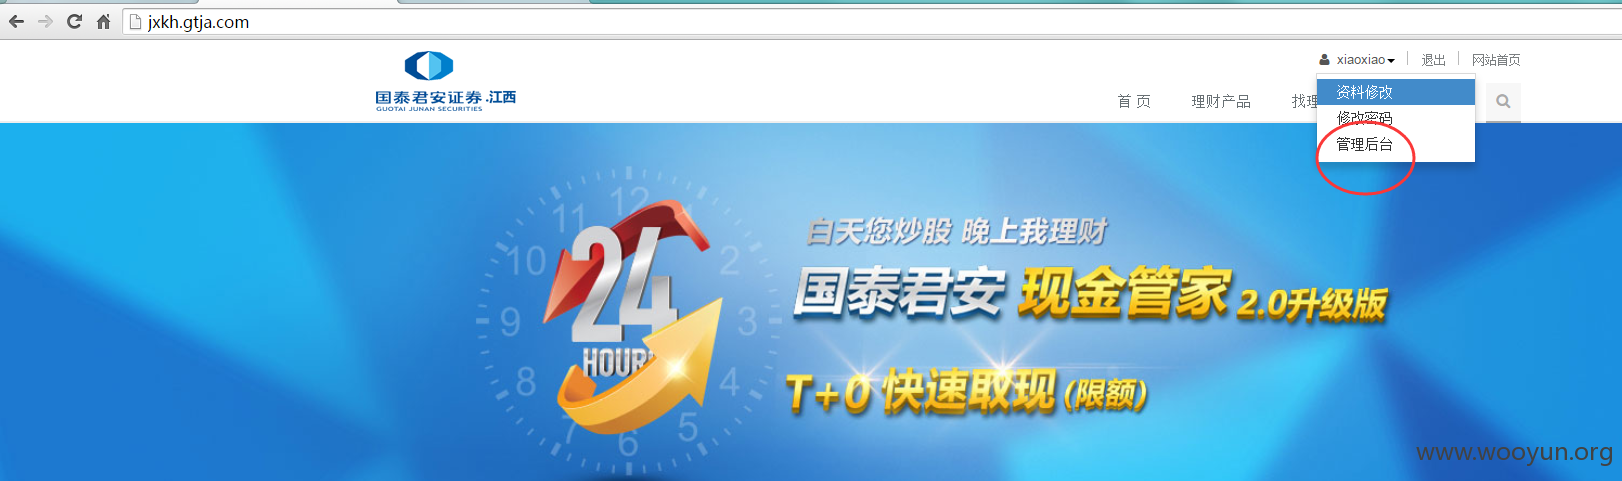 jxkh.gtja.com
xiaoxiao
退出
网站首页
国泰君安证券.江西
GUOTAI JUNAN SECURITIES
首 页
理财产品
找理
资料修改
修改密码
管理后台
12
11
10
9
8
7
6
5
4
3
2
24
HOUR
白天您炒股 晚上我理财
国泰君安 现金管家 2.0升级版
T+0 快速取现 (限额)
www.wooyun.org